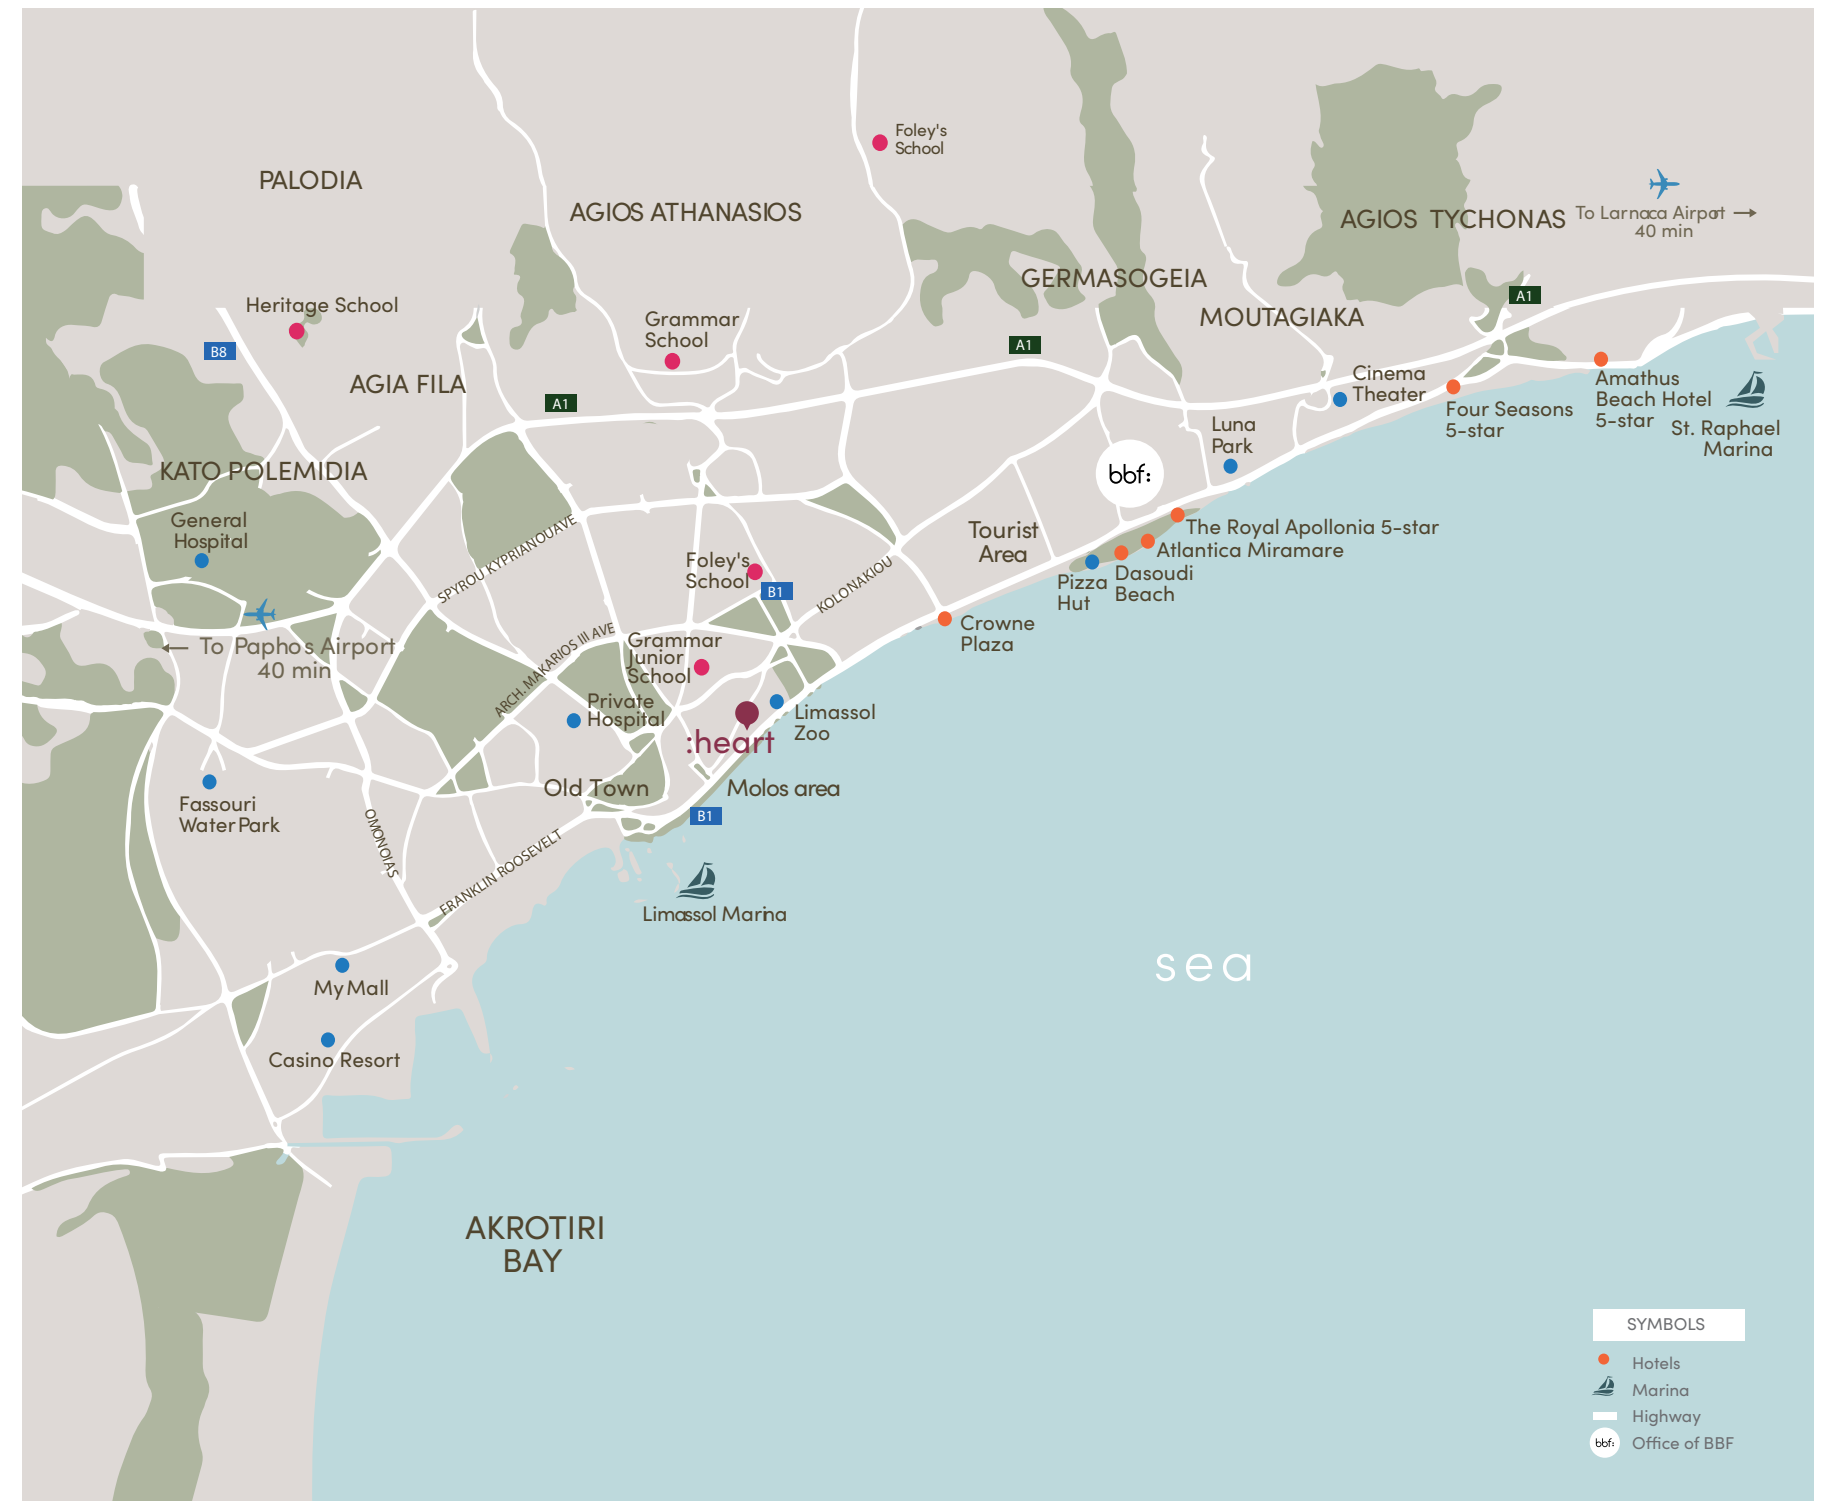 Foley's
School
PALODIA
AGIOS ATHANASIOS
AGIOS TYCHONAS
To Larnaca Airport
40 min
GERMASOGEIA
MOUTAGIAKA
A1
Heritage School
Grammar
School
B8
A1
AGIA FILA
A1
Cinema
Theater
Amathus
Beach Hotel
5-star
Four Seasons
5-star
St. Raphael
Marina
Luna
Park
KATO POLEMIDIA
bbf:
General
Hospital
SPYROU KYPRIANOUAVE
Tourist
Area
The Royal Apollonia 5-star
Atlantica Miramare
Foley's
School
B1
KOLONAKIOU
Pizza
Hut
Dasoudi
Beach
Crowne
Plaza
To Paphos Airport
40 min
ARCH. MAKARIOS III AVE
Grammar
Junior
School
Private
Hospital
Limassol
Zoo
:heart
Old Town
Molos area
B1
Fassouri
Water Park
OMONOIAS
FRANKLIN ROOSEVELT
Limassol Marina
sea
My Mall
Casino Resort
AKROTIRI
BAY
SYMBOLS
Hotels
Marina
Highway
bbf:
Office of BBF